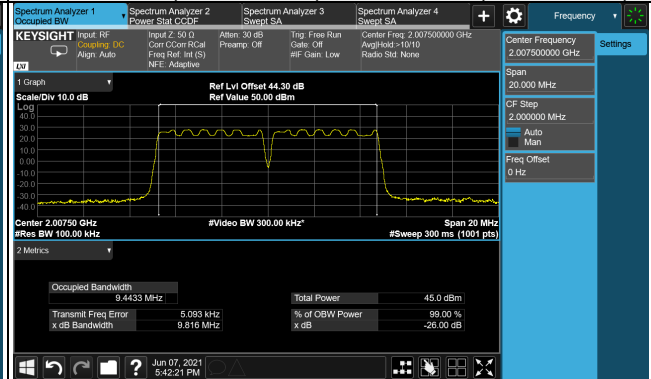 Spectrum Analyzer 1
Occupied BW
Spectrum Analyzer 2
Power Stat CCDF
Spectrum Analyzer 3
Swept SA
Spectrum Analyzer 4
Swept SA
+
Frequency
KEYSIGHT
LXI
Input: RF
Coupling: DC
Align: Auto
Input Z: 50 Ω
Corr CCorr RCal
Freq Ref: Int (S)
NFE: Adaptive
Atten: 30 dB
Preamp: Off
Trig: Free Run
Gate: Off
#IF Gain: Low
Center Freq: 2.007500000 GHz
Avg|Hold:>10/10
Radio Std: None
Center Frequency
2.007500000 GHz
Settings
Span
20.000 MHz
CF Step
2.000000 MHz
Auto
Man
Freq Offset
0 Hz
1 Graph
Scale/Div 10.0 dB
Ref Lvl Offset 44.30 dB
Ref Value 50.00 dBm
Log
40.0
30.0
20.0
10.0
0.00
-10.0
-20.0
-30.0
-40.0
Center 2.00750 GHz
#Video BW 300.00 kHz*
Span 20 MHz
#Res BW 100.00 kHz
#Sweep 300 ms (1001 pts)
2 Metrics
Occupied Bandwidth
9.4433 MHz
Total Power 45.0 dBm
Transmit Freq Error 5.093 kHz
% of OBW Power 99.00 %
x dB Bandwidth 9.816 MHz
x dB -26.00 dB
?
Jun 07, 2021
5:42:21 PM